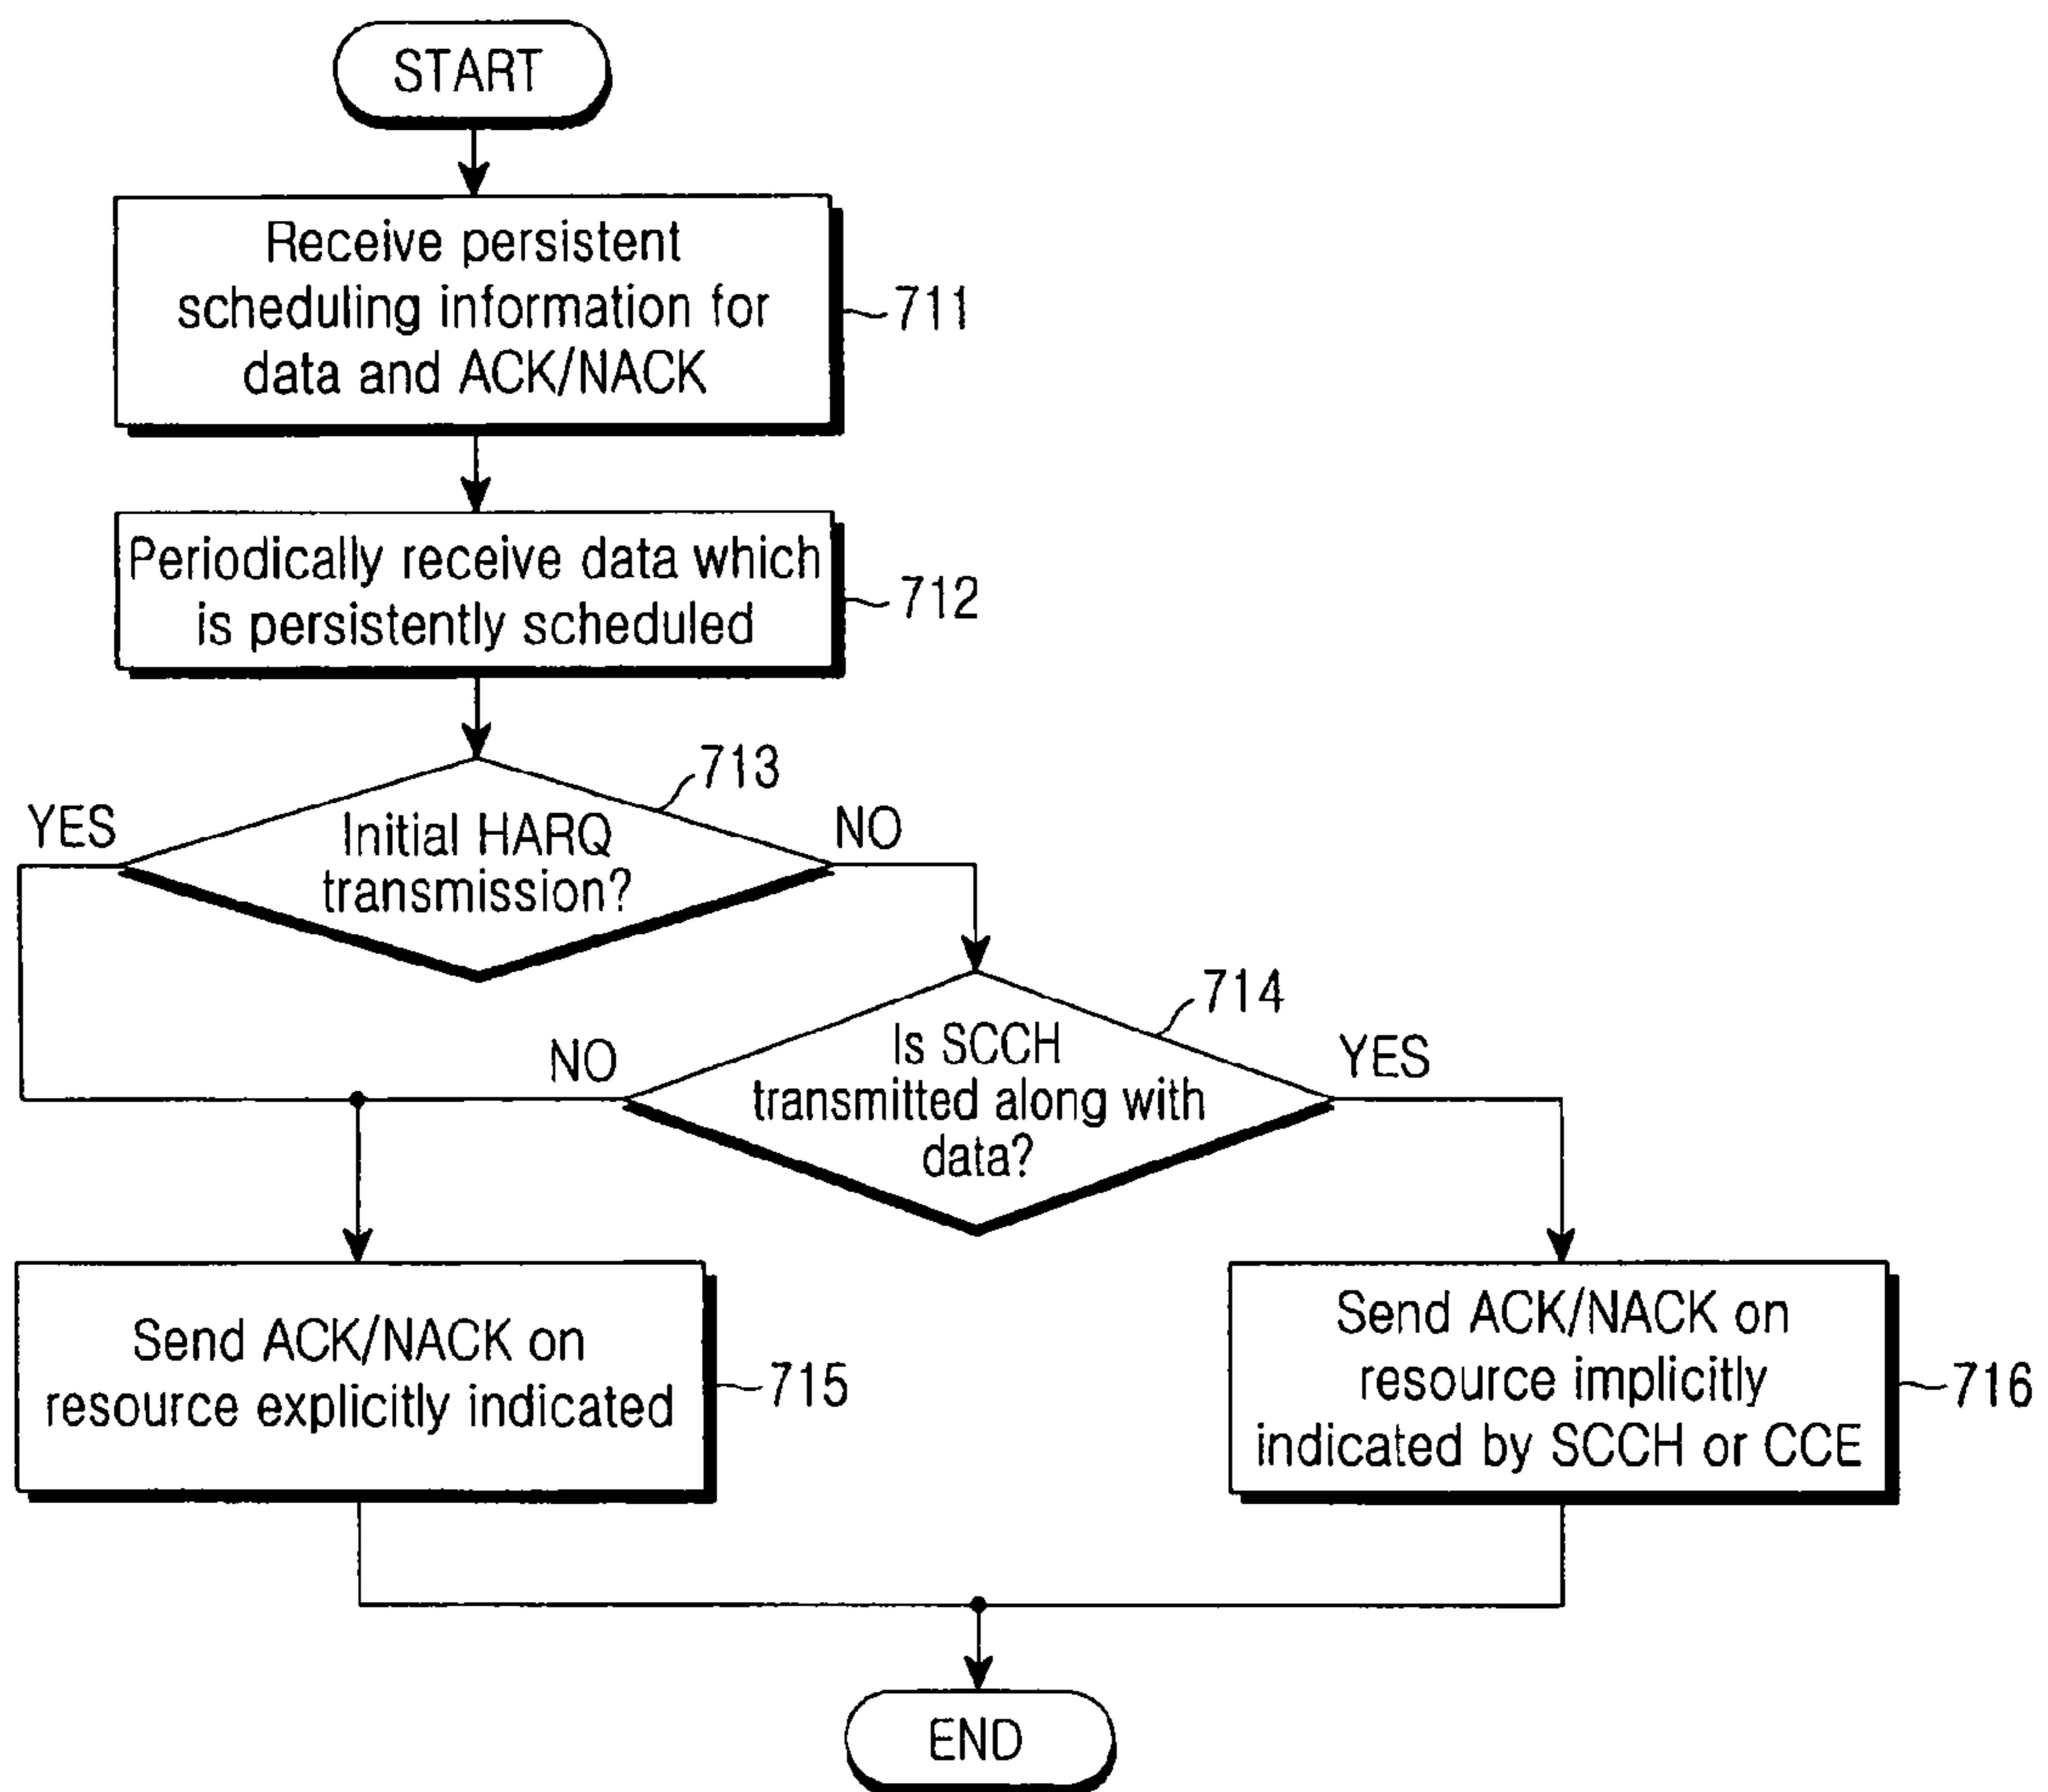 START
Receive persistent
scheduling information for
data and ACK/NACK
711
Periodically receive data which
is persistently scheduled
712
713
YES
NO
Initial HARQ
transmission?
714
NO
YES
Is SCCH
transmitted along with
data?
Send ACK/NACK on
resource explicitly indicated
715
Send ACK/NACK on
resource implicitly
indicated by SCCH or CCE
716
END